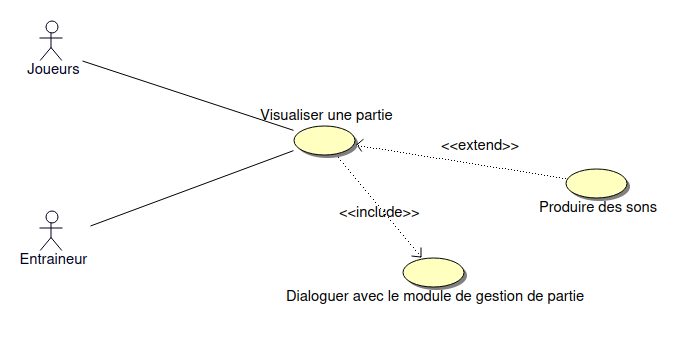 Joueurs
Visualiser une partie
<<extend>>
Produire des sons
<<include>>
Entraineur
Dialoguer avec le module de gestion de partie